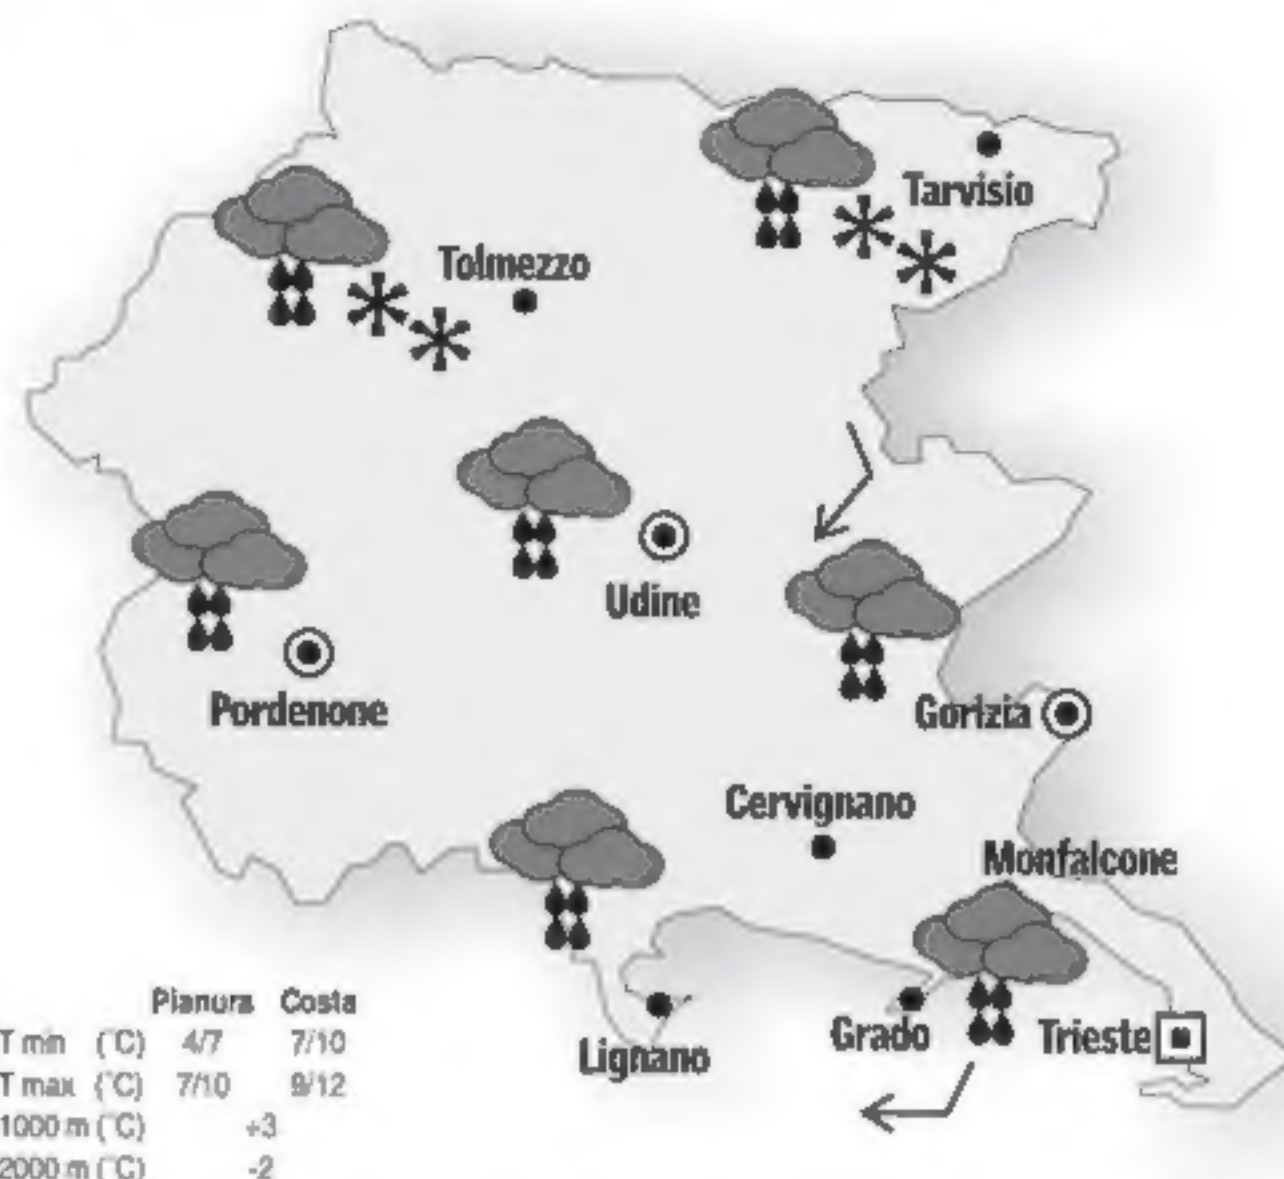 Tarvisio
Tolmezzo
Udine
Pordenone
Gorizia
Cervignano
Monfalcone
Grado
Trieste
Lignano
Pianura Costa
T min (°C) 4/7 7/10
T max (°C) 7/10 9/12
1000 m (°C) +3
2000 m (°C) -2